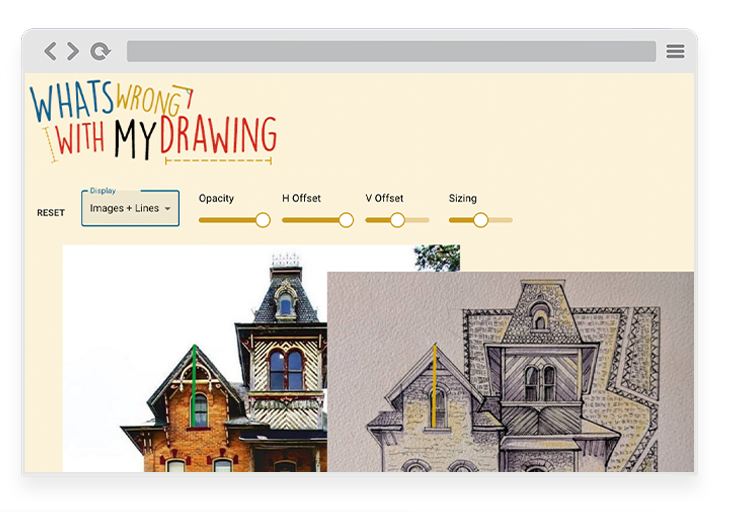 WHATS WRONG
WITH MY DRAWING
RESET
Display
Images + Lines
Opacity
H Offset
V Offset
Sizing